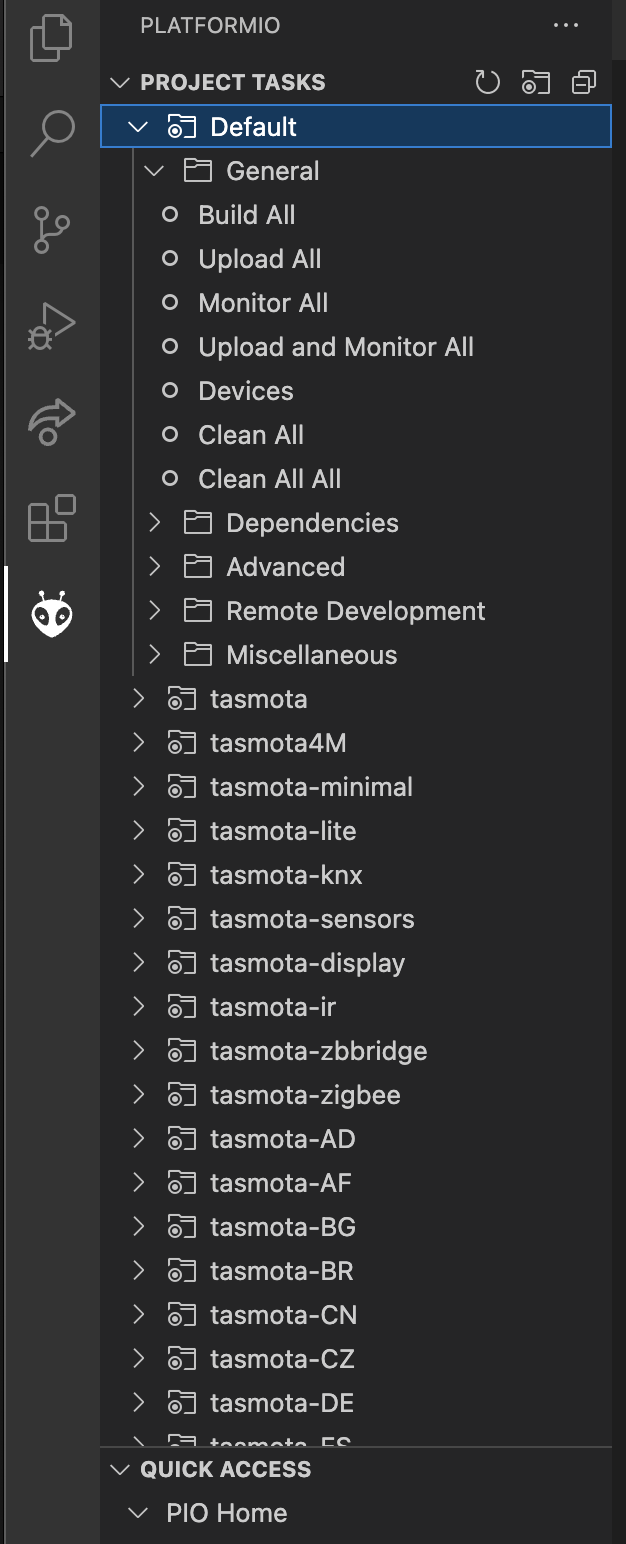 PLATFORMIO
PROJECT TASKS
Default
General
Build All
Upload All
Monitor All
Upload and Monitor All
Devices
Clean All
Clean All All
Dependencies
Advanced
Remote Development
Miscellaneous
tasmota
tasmota4M
tasmota-minimal
tasmota-lite
tasmota-knx
tasmota-sensors
tasmota-display
tasmota-ir
tasmota-zbbridge
tasmota-zigbee
tasmota-AD
tasmota-AF
tasmota-BG
tasmota-BR
tasmota-CN
tasmota-CZ
tasmota-DE
tasmota-ES
QUICK ACCESS
PIO Home